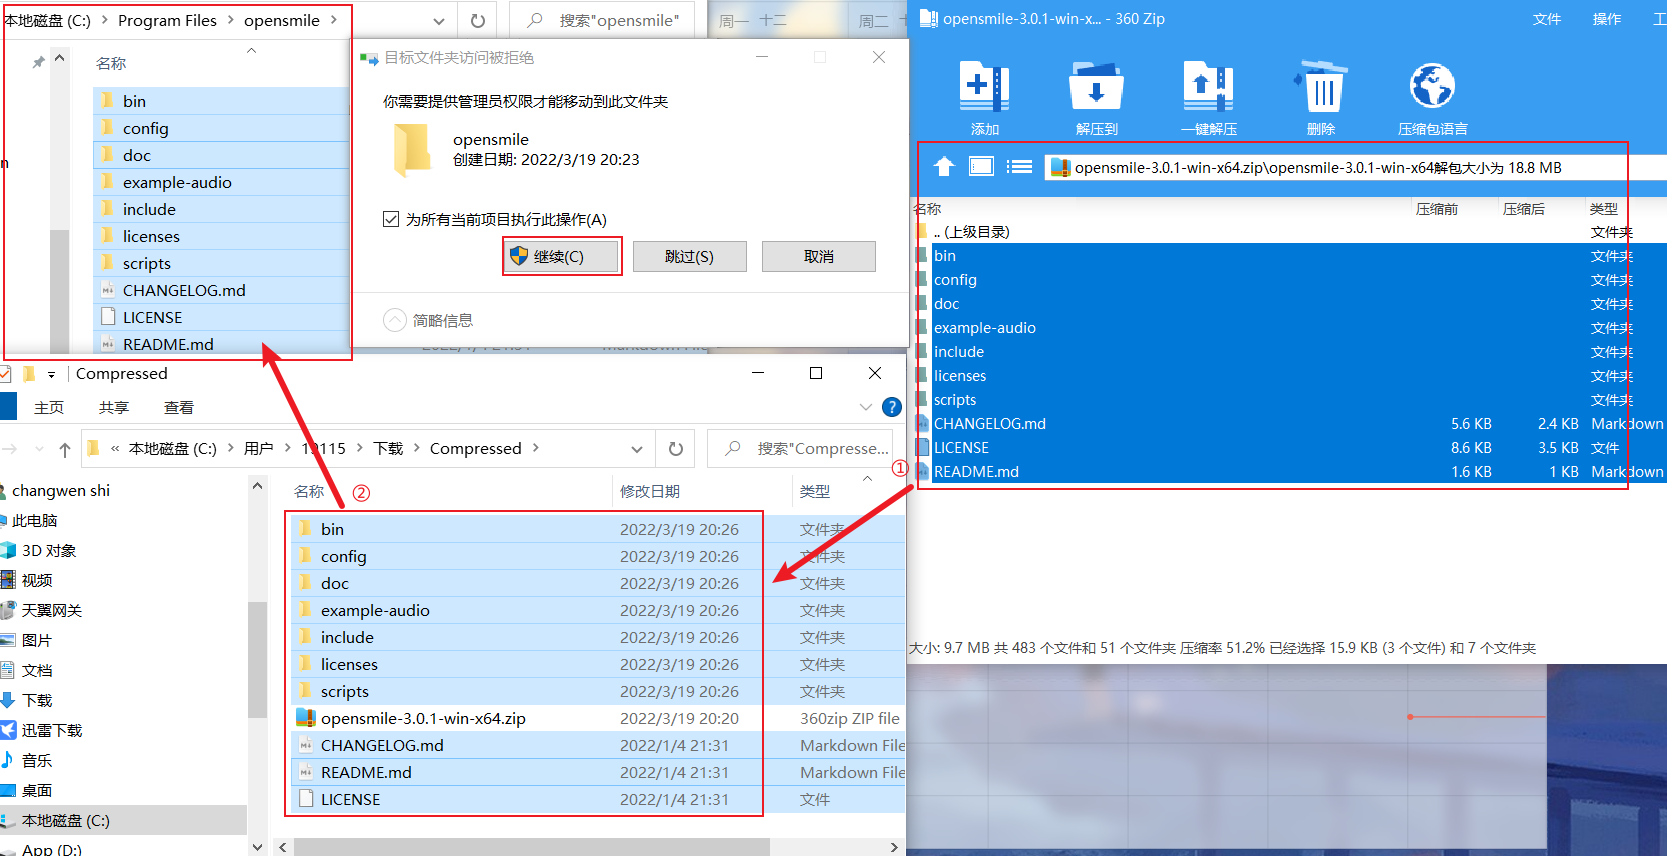 本地磁盘 (C:) > Program Files > opensmile >
搜索"opensmile"
周一 十二
周二 十
名称
bin
config
doc
example-audio
include
licenses
scripts
CHANGELOG.md
LICENSE
README.md
目标文件夹访问被拒绝
你需要提供管理员权限才能移动到此文件夹
opensmile
创建日期: 2022/3/19 20:23
为所有当前项目执行此操作(A)
继续(C)
跳过(S)
取消
简略信息
opensmile-3.0.1-win-x... - 360 Zip
文件
操作
工
添加
解压到
一键解压
删除
压缩包语言
opensmile-3.0.1-win-x64.zip\opensmile-3.0.1-win-x64解包大小为 18.8 MB
名称 压缩前 压缩后 类型
.. (上级目录) 文件夹
bin 文件夹
config 文件夹
doc 文件夹
example-audio 文件夹
include 文件夹
licenses 文件夹
scripts 文件夹
CHANGELOG.md 5.6 KB 2.4 KB Markdown
LICENSE 8.6 KB 3.5 KB 文件
README.md 1.6 KB 1 KB Markdown
大小: 9.7 MB 共 483 个文件和 51 个文件夹 压缩率 51.2% 已经选择 15.9 KB (3 个文件) 和 7 个文件夹
Compressed
主页
共享
查看
?
« 本地磁盘 (C:) > 用户 > 19115 > 下载 > Compressed >
搜索"Compresse...
①
②
changwen shi
此电脑
3D 对象
视频
天翼网关
图片
文档
下载
迅雷下载
音乐
桌面
本地磁盘 (C:)
App (D:)
名称 修改日期 类型
bin 2022/3/19 20:26 文件夹
config 2022/3/19 20:26 文件夹
doc 2022/3/19 20:26 文件夹
example-audio 2022/3/19 20:26 文件夹
include 2022/3/19 20:26 文件夹
licenses 2022/3/19 20:26 文件夹
scripts 2022/3/19 20:26 文件夹
opensmile-3.0.1-win-x64.zip 2022/3/19 20:20 360zip ZIP file
CHANGELOG.md 2022/1/4 21:31 Markdown File
README.md 2022/1/4 21:31 Markdown File
LICENSE 2022/1/4 21:31 文件